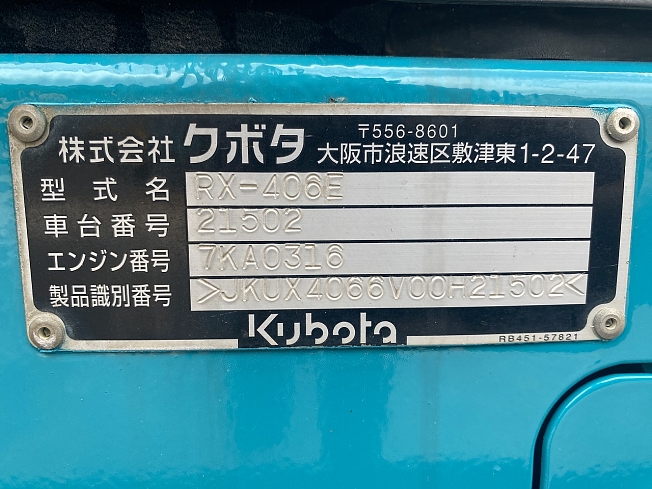 株式会社 クボタ 〒556-8601
大阪市浪速区敷津東1-2-47
型式名 RX-406E
車台番号 21502
エンジン番号 7KA0316
製品識別番号 >JKUX4066V00H21502<
Kubota
RB451-57821